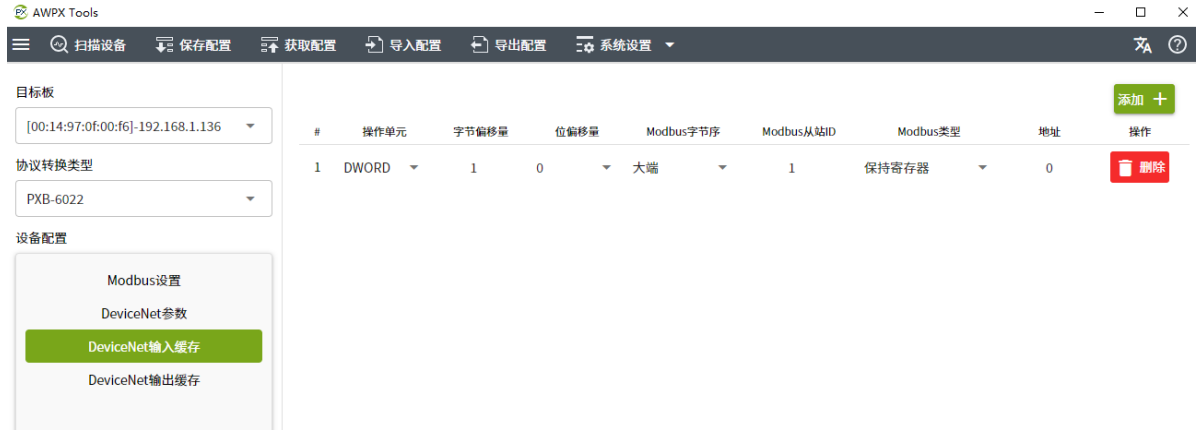 PX AWPX Tools
扫描设备 保存配置 获取配置 导入配置 导出配置 系统设置
目标板
[00:14:97:0f:00:f6]-192.168.1.136
协议转换类型
PXB-6022
设备配置
Modbus设置
DeviceNet参数
DeviceNet输入缓存
DeviceNet输出缓存
添加
# 操作单元 字节偏移量 位偏移量 Modbus字节序 Modbus从站ID Modbus类型 地址 操作
1 DWORD 1 0 大端 1 保持寄存器 0 删除